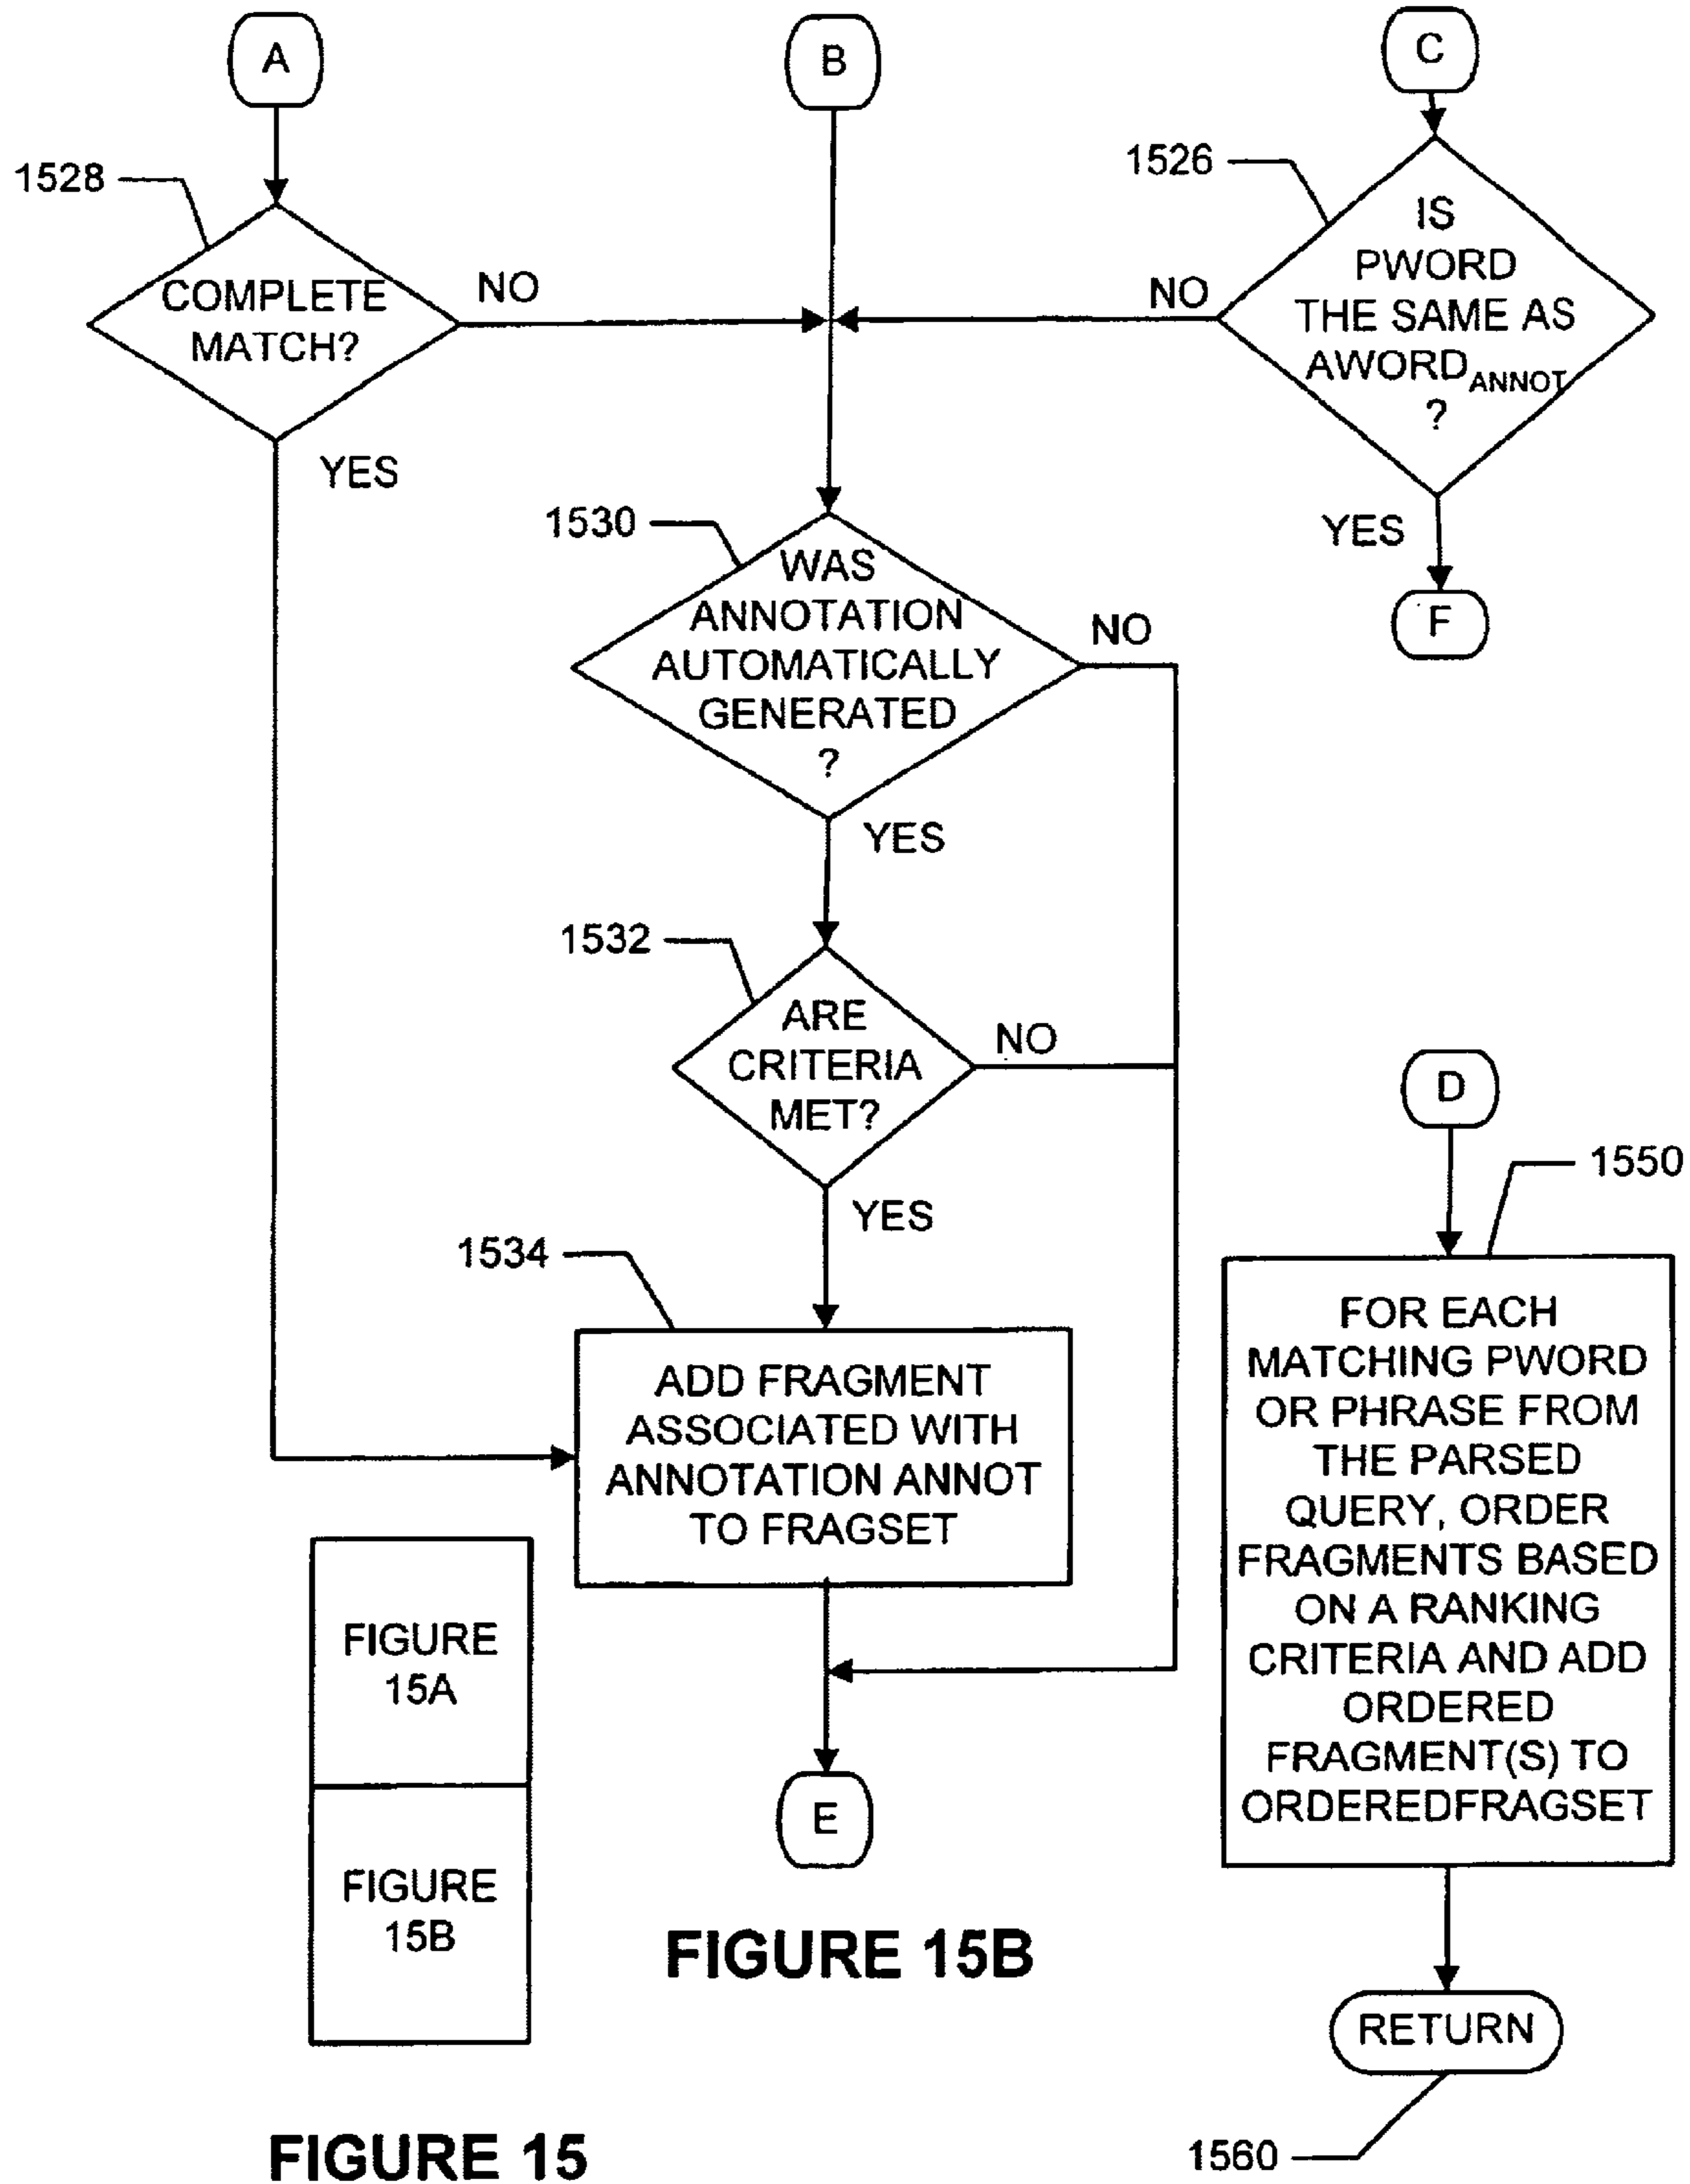 A
B
C
1528
1526
COMPLETE
MATCH?
NO
YES
IS
PWORD
THE SAME AS
AWORD ANNOT
?
NO
YES
F
1530
WAS
ANNOTATION
AUTOMATICALLY
GENERATED
?
NO
YES
1532
ARE
CRITERIA
MET?
NO
YES
D
1550
1534
ADD FRAGMENT
ASSOCIATED WITH
ANNOTATION ANNOT
TO FRAGSET
FOR EACH
MATCHING PWORD
OR PHRASE FROM
THE PARSED
QUERY, ORDER
FRAGMENTS BASED
ON A RANKING
CRITERIA AND ADD
ORDERED
FRAGMENT(S) TO
ORDEREDFRAGSET
FIGURE
15A
FIGURE
15B
E
FIGURE 15B
RETURN
1560
FIGURE 15